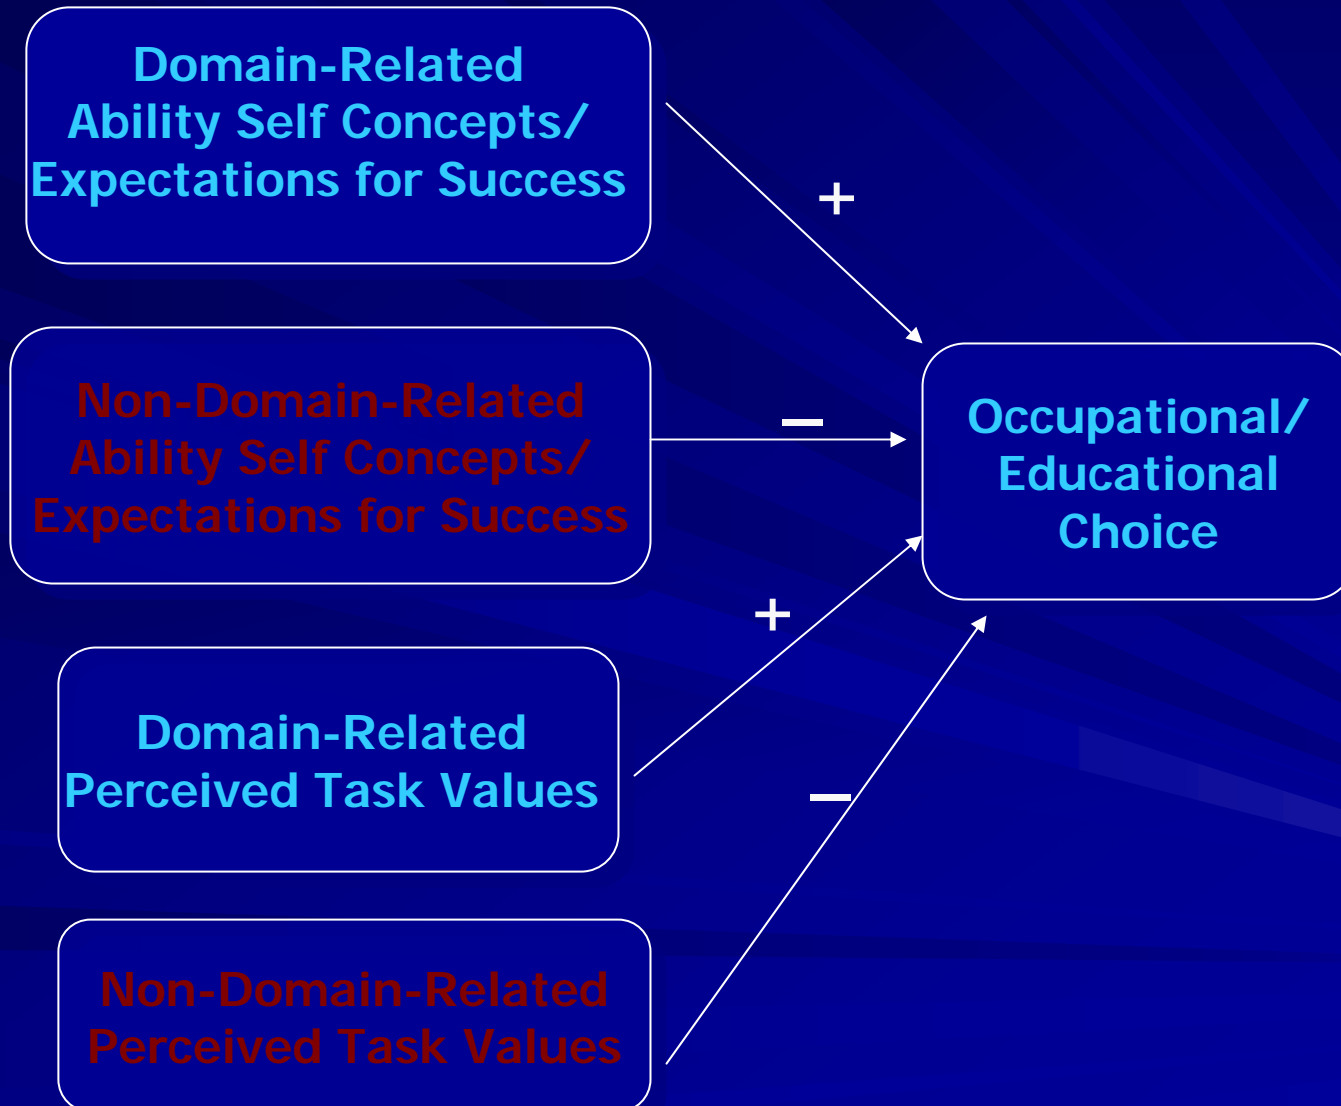 Domain-Related
Ability Self Concepts/
Expectations for Success
+
Non-Domain-Related
Ability Self Concepts/
Expectations for Success
–
Occupational/
Educational
Choice
+
Domain-Related
Perceived Task Values
–
Non-Domain-Related
Perceived Task Values